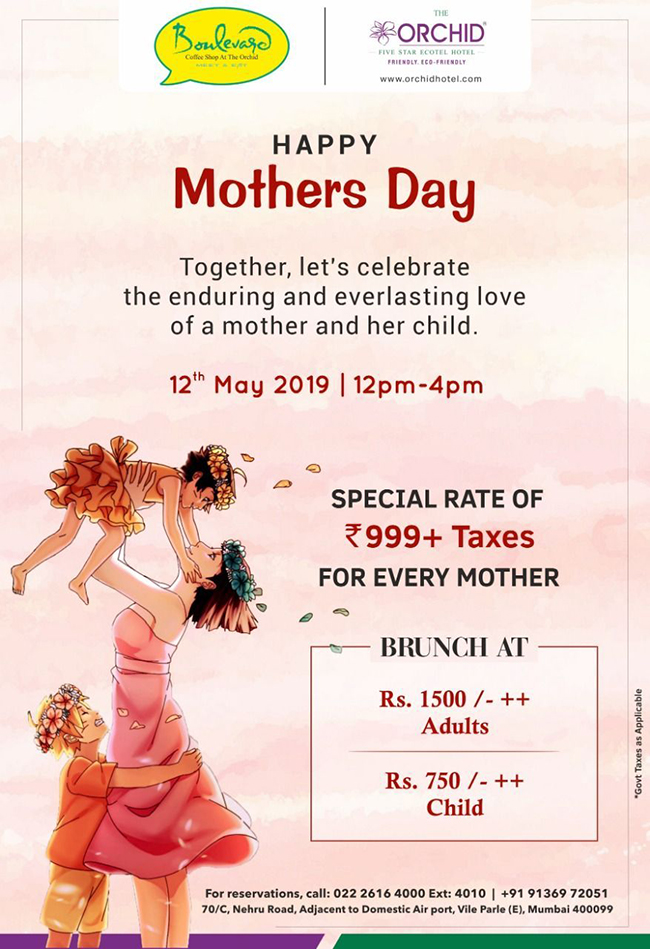 Boulevard
Coffee Shop At The Orchid
MEET & EAT
THE
ORCHID®
FIVE STAR ECOTEL HOTEL
FRIENDLY. ECO-FRIENDLY
www.orchidhotel.com
HAPPY
Mothers Day
Together, let's celebrate
the enduring and everlasting love
of a mother and her child.
12th May 2019 | 12pm-4pm
SPECIAL RATE OF
₹999+ Taxes
FOR EVERY MOTHER
BRUNCH AT
Rs. 1500 /- ++
Adults
Rs. 750 /- ++
Child
*Govt Taxes as Applicable
For reservations, call: 022 2616 4000 Ext: 4010 | +91 91369 72051
70/C, Nehru Road, Adjacent to Domestic Air port, Vile Parle (E), Mumbai 400099